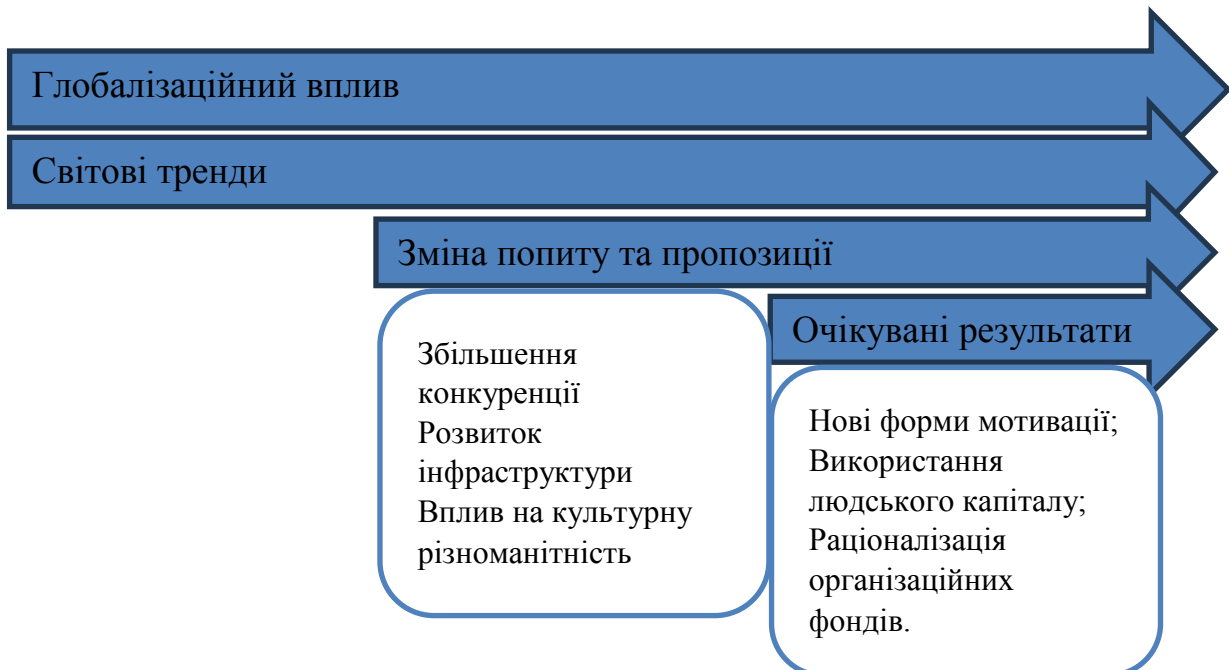 Глобалізаційний вплив
Світові тренди
Зміна попиту та пропозиції
Збільшення
конкуренції
Розвиток
інфраструктури
Вплив на культурну
різноманітність
Очікувані результати
Нові форми мотивації;
Використання
людського капіталу;
Раціоналізація
організаційних
фондів.